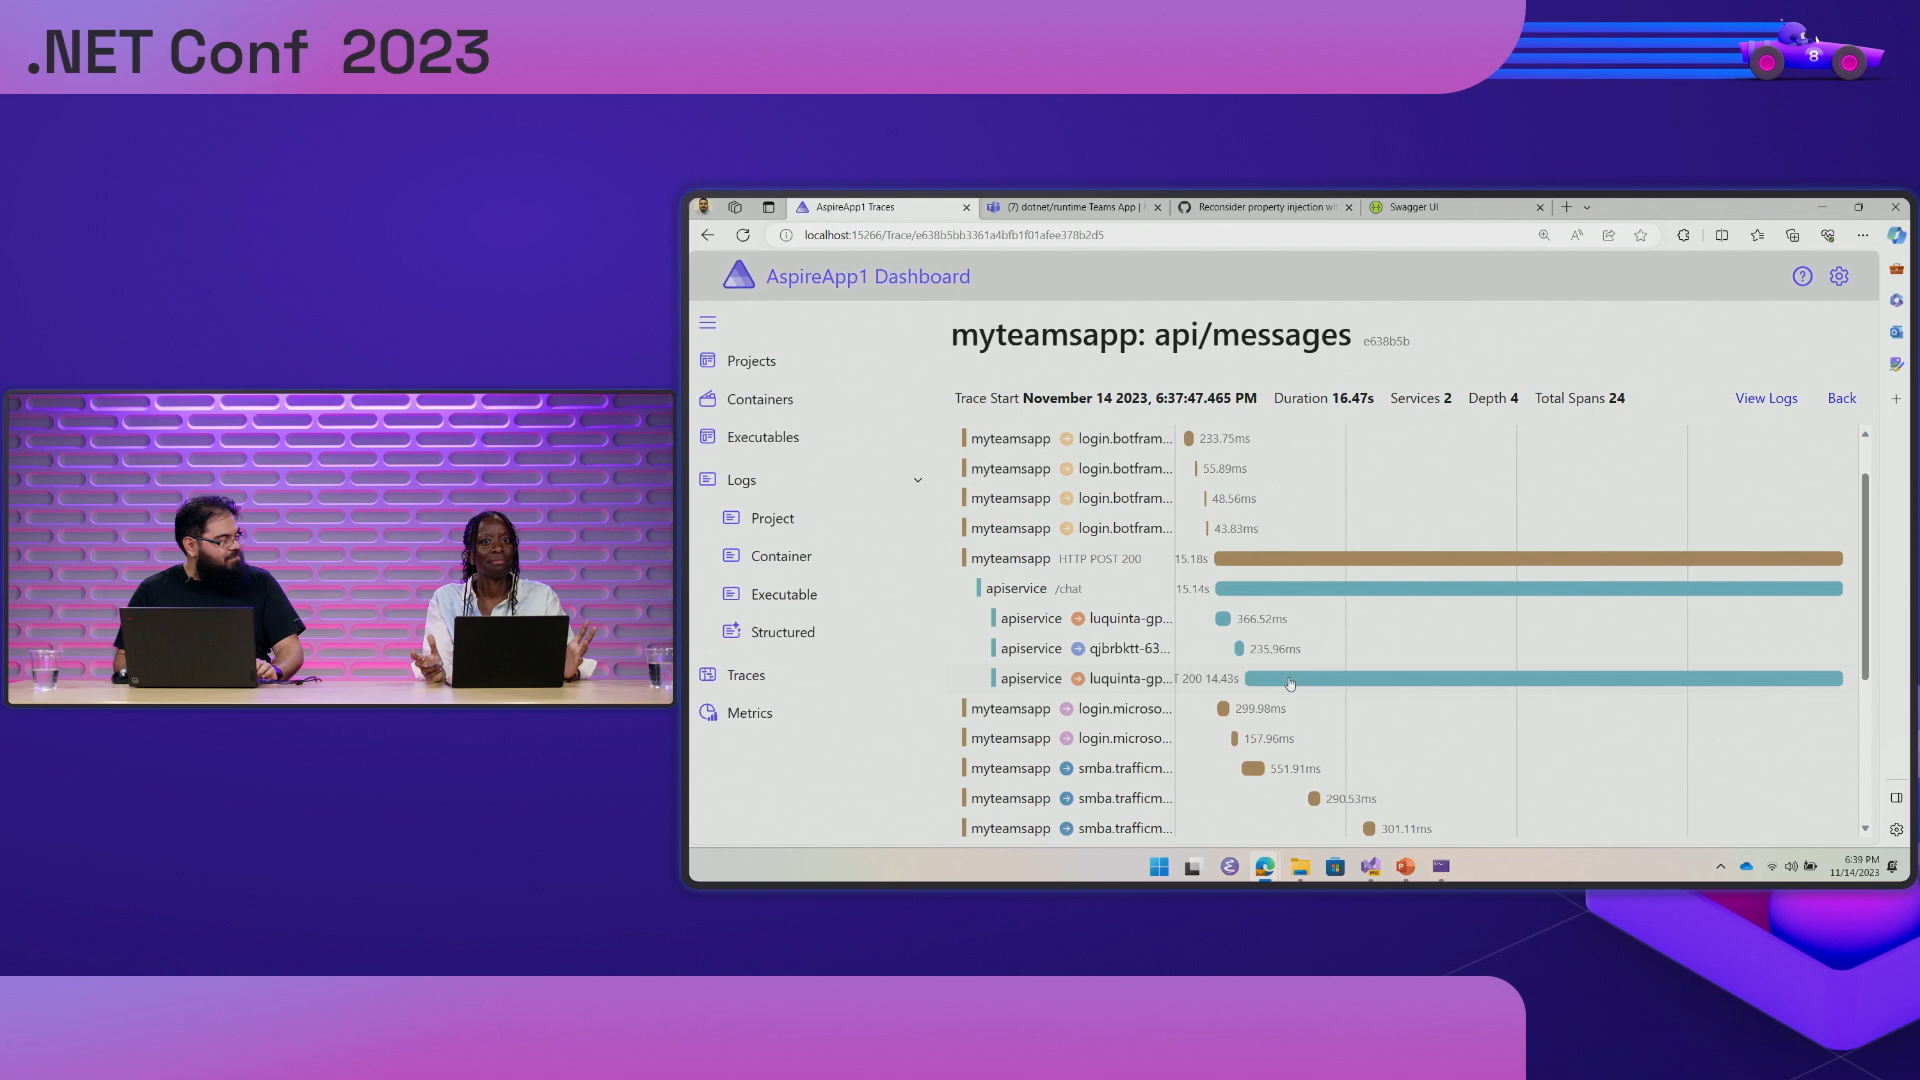 .NET Conf 2023
8
AspireApp1 Traces
(7) dotnet/runtime Teams App |
Reconsider property injection wi
Swagger UI
localhost:15266/Trace/e638b5bb3361a4bfb1f01afee378b2d5
AspireApp1 Dashboard
myteamsapp: api/messages e638b5b
Trace Start November 14 2023, 6:37:47.465 PM Duration 16.47s Services 2 Depth 4 Total Spans 24 View Logs Back
Projects
Containers
Executables
Logs
Project
Container
Executable
Structured
Traces
Metrics
myteamsapp login.botfram... 233.75ms
myteamsapp login.botfram... 55.89ms
myteamsapp login.botfram... 48.56ms
myteamsapp login.botfram... 43.83ms
myteamsapp HTTP POST 200 15.18s
apiservice /chat 15.14s
apiservice luquinta-gp... 366.52ms
apiservice qjbrbktt-63... 235.96ms
apiservice luquinta-gp... T 200 14.43s
myteamsapp login.microso... 299.98ms
myteamsapp login.microso... 157.96ms
myteamsapp smba.trafficm... 551.91ms
myteamsapp smba.trafficm... 290.53ms
myteamsapp smba.trafficm... 301.11ms
6:39 PM
11/14/2023